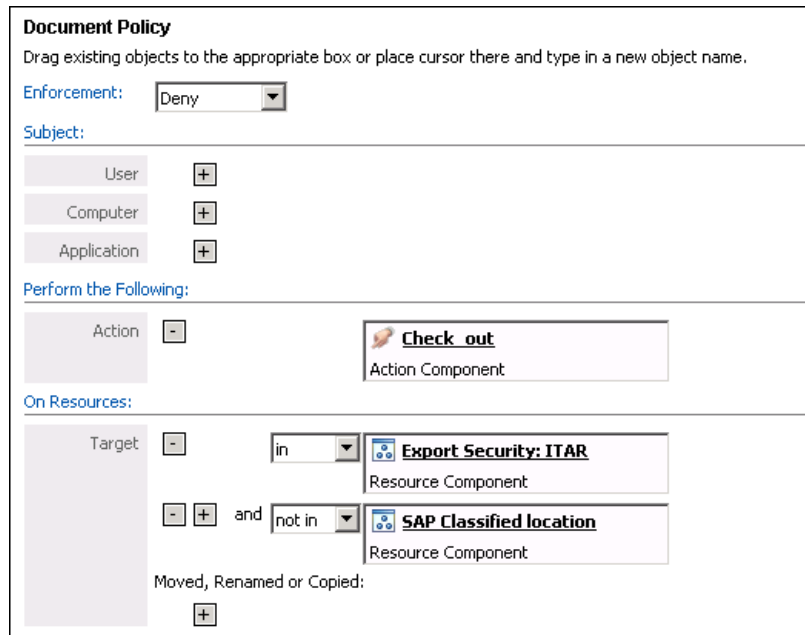 Document Policy
Drag existing objects to the appropriate box or place cursor there and type in a new object name.
Enforcement: Deny
Subject:
User +
Computer +
Application +
Perform the Following:
Action - Check out
Action Component
On Resources:
Target - in Export Security: ITAR
Resource Component
- + and not in SAP Classified location
Resource Component
Moved, Renamed or Copied:
+